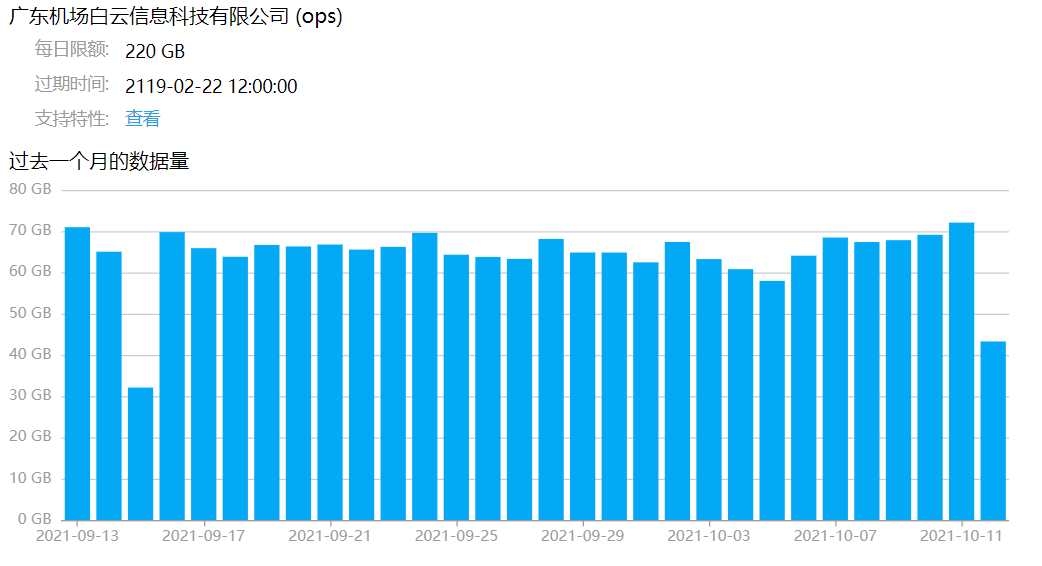 广东机场白云信息科技有限公司 (ops)
每日限额: 220 GB
过期时间: 2119-02-22 12:00:00
支持特性: 查看
过去一个月的数据量
80 GB
70 GB
60 GB
50 GB
40 GB
30 GB
20 GB
10 GB
0 GB
2021-09-13 2021-09-17 2021-09-21 2021-09-25 2021-09-29 2021-10-03 2021-10-07 2021-10-11